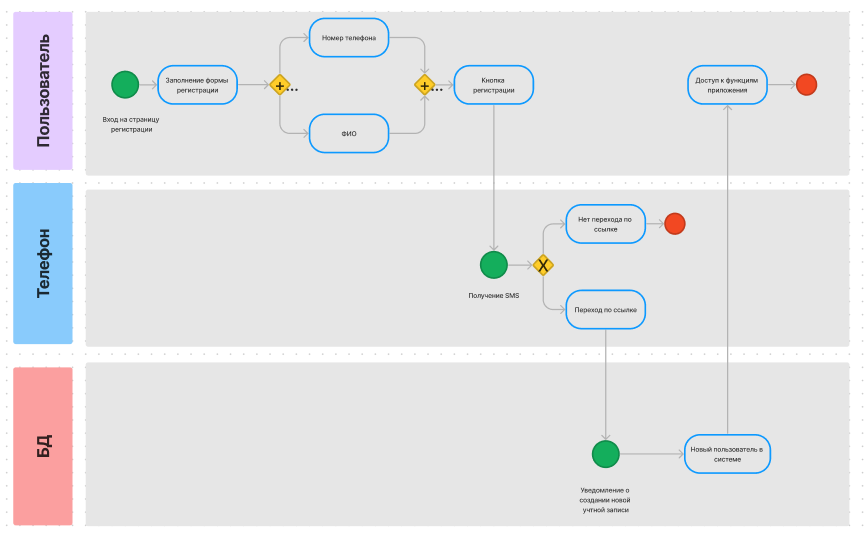 Пользователь
Вход на страницу
регистрации
Заполнение формы
регистрации
+...
Номер телефона
ФИО
+...
Кнопка
регистрации
Доступ к функциям
приложения
Телефон
Получение SMS
X
Нет перехода по
ссылке
Переход по ссылке
БД
Уведомление о
создании новой
учтной записи
Новый пользователь в
системе